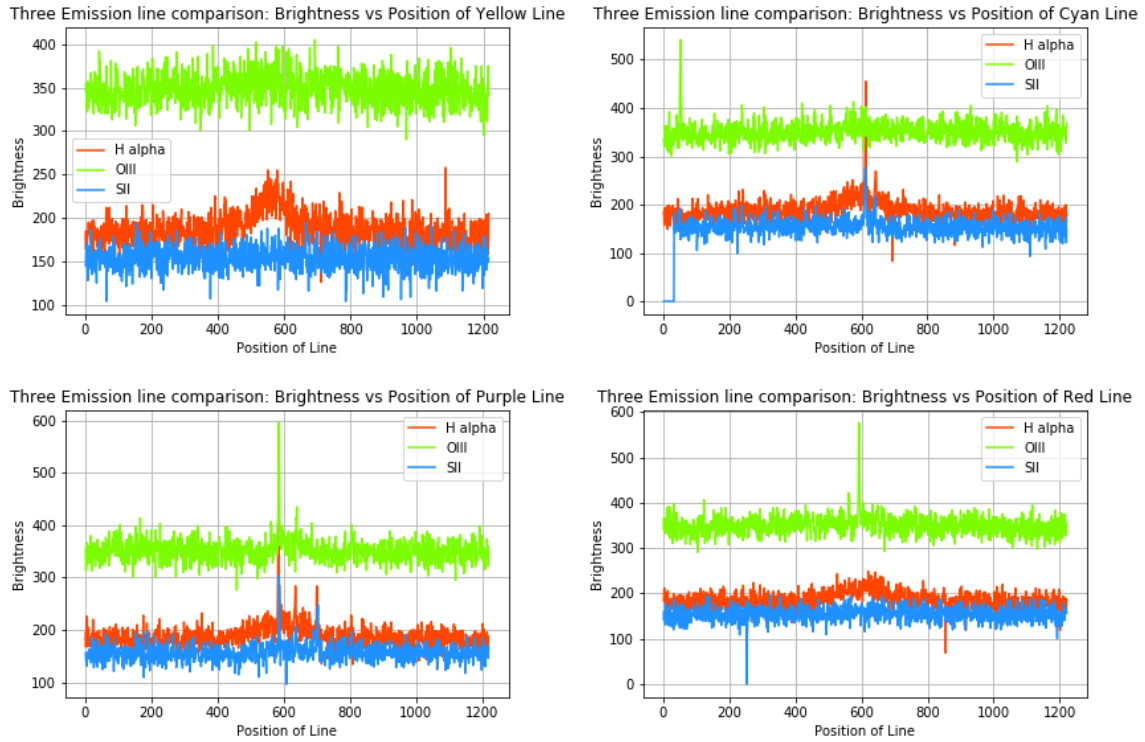 Three Emission line comparison: Brightness vs Position of Yellow Line
400
350
300
250
200
150
100
Brightness
H alpha
OIII
SII
0 200 400 600 800 1000 1200
Position of Line
Three Emission line comparison: Brightness vs Position of Cyan Line
500
400
300
200
100
0
Brightness
H alpha
OIII
SII
0 200 400 600 800 1000 1200
Position of Line
Three Emission line comparison: Brightness vs Position of Purple Line
600
500
400
300
200
100
Brightness
H alpha
OIII
SII
0 200 400 600 800 1000 1200
Position of Line
Three Emission line comparison: Brightness vs Position of Red Line
600
500
400
300
200
100
0
Brightness
H alpha
OIII
SII
0 200 400 600 800 1000 1200
Position of Line